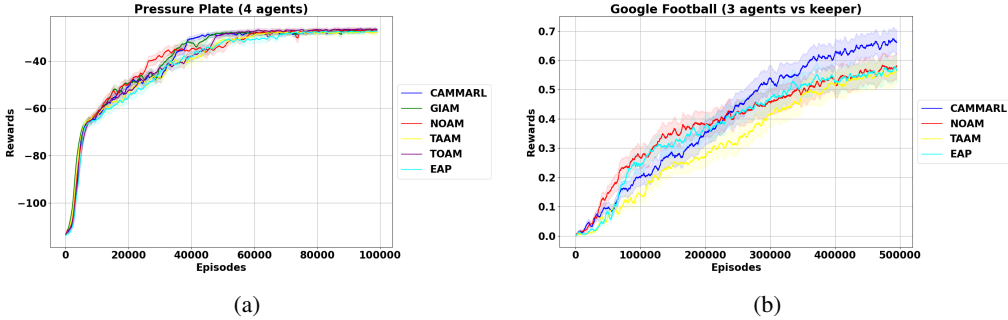 Pressure Plate (4 agents)
Rewards
−40
−60
−80
−100
0 20000 40000 60000 80000 100000
Episodes
CAMMARL
GIAM
NOAM
TAAM
TOAM
EAP
(a)
Google Football (3 agents vs keeper)
Rewards
0.7
0.6
0.5
0.4
0.3
0.2
0.1
0.0
0 100000 200000 300000 400000 500000
Episodes
CAMMARL
NOAM
TAAM
EAP
(b)